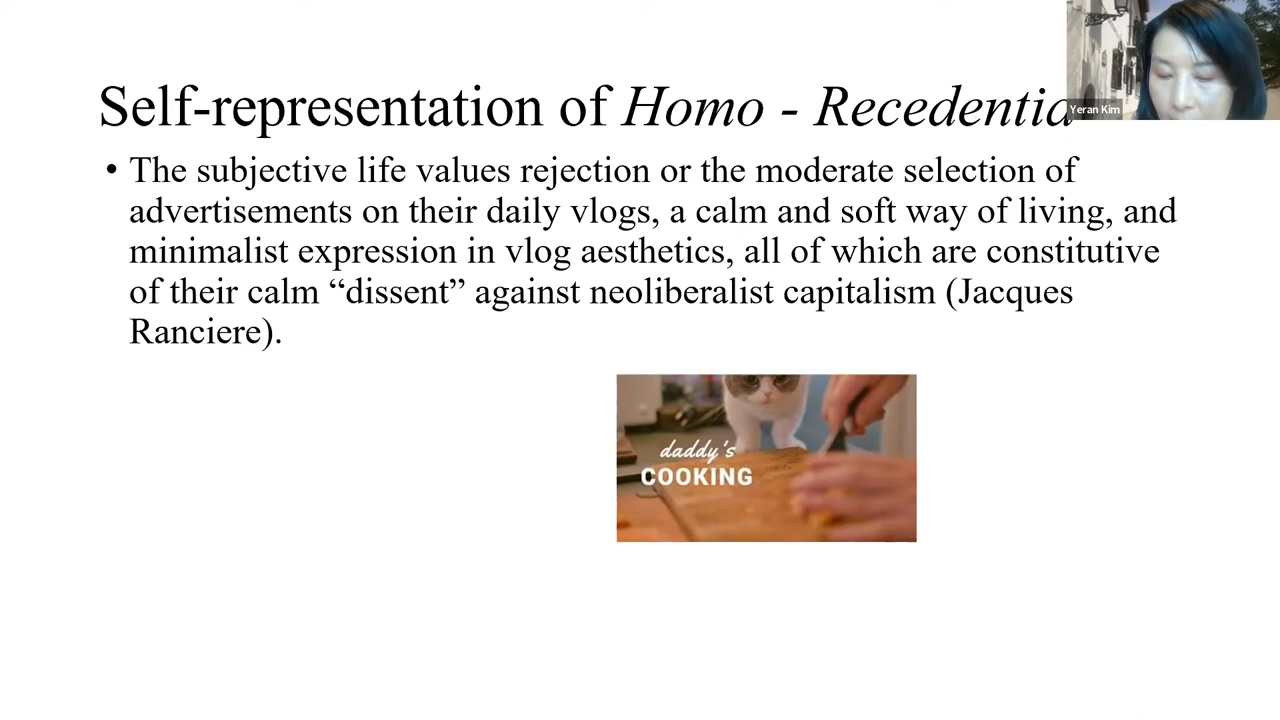 Self-representation of Homo - Recedentia
Yeran Kim
• The subjective life values rejection or the moderate selection of
advertisements on their daily vlogs, a calm and soft way of living, and
minimalist expression in vlog aesthetics, all of which are constitutive
of their calm “dissent” against neoliberalist capitalism (Jacques
Ranciere).
daddy's
COOKING